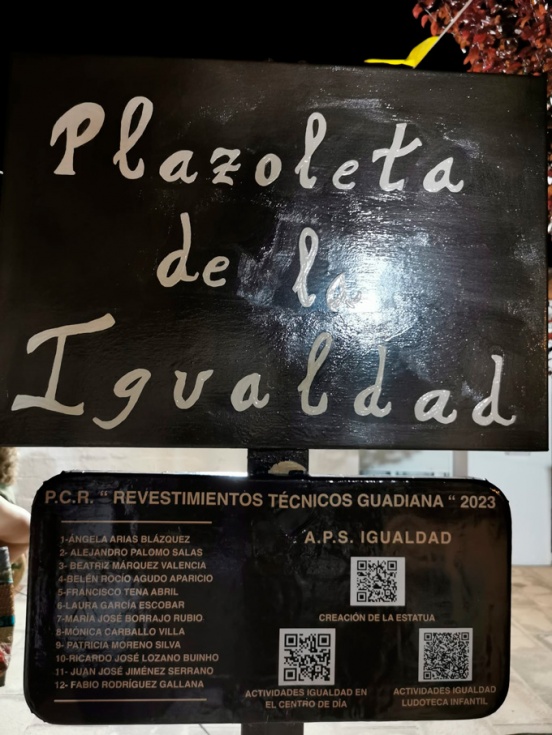 Plazoleta
de la
Igualdad
P.C.R. “ REVESTIMIENTOS TÉCNICOS GUADIANA “ 2023
1-ÁNGELA ARIAS BLÁZQUEZ
2- ALEJANDRO PALOMO SALAS
3- BEATRIZ MÁRQUEZ VALENCIA
4-BELÉN ROCÍO AGUDO APARICIO
5-FRANCISCO TENA ABRIL
6-LAURA GARCÍA ESCOBAR
7-MARÍA JOSÉ BORRAJO RUBIO
8-MÓNICA CARBALLO VILLA
9- PATRICIA MORENO SILVA
10-RICARDO JOSÉ LOZANO BUINHO
11- JUAN JOSÉ JIMÉNEZ SERRANO
12- FABIO RODRÍGUEZ GALLANA
A.P.S. IGUALDAD
CREACIÓN DE LA ESTATUA
ACTIVIDADES IGUALDAD EN
EL CENTRO DE DÍA
ACTIVIDADES IGUALDAD
LUDOTECA INFANTIL